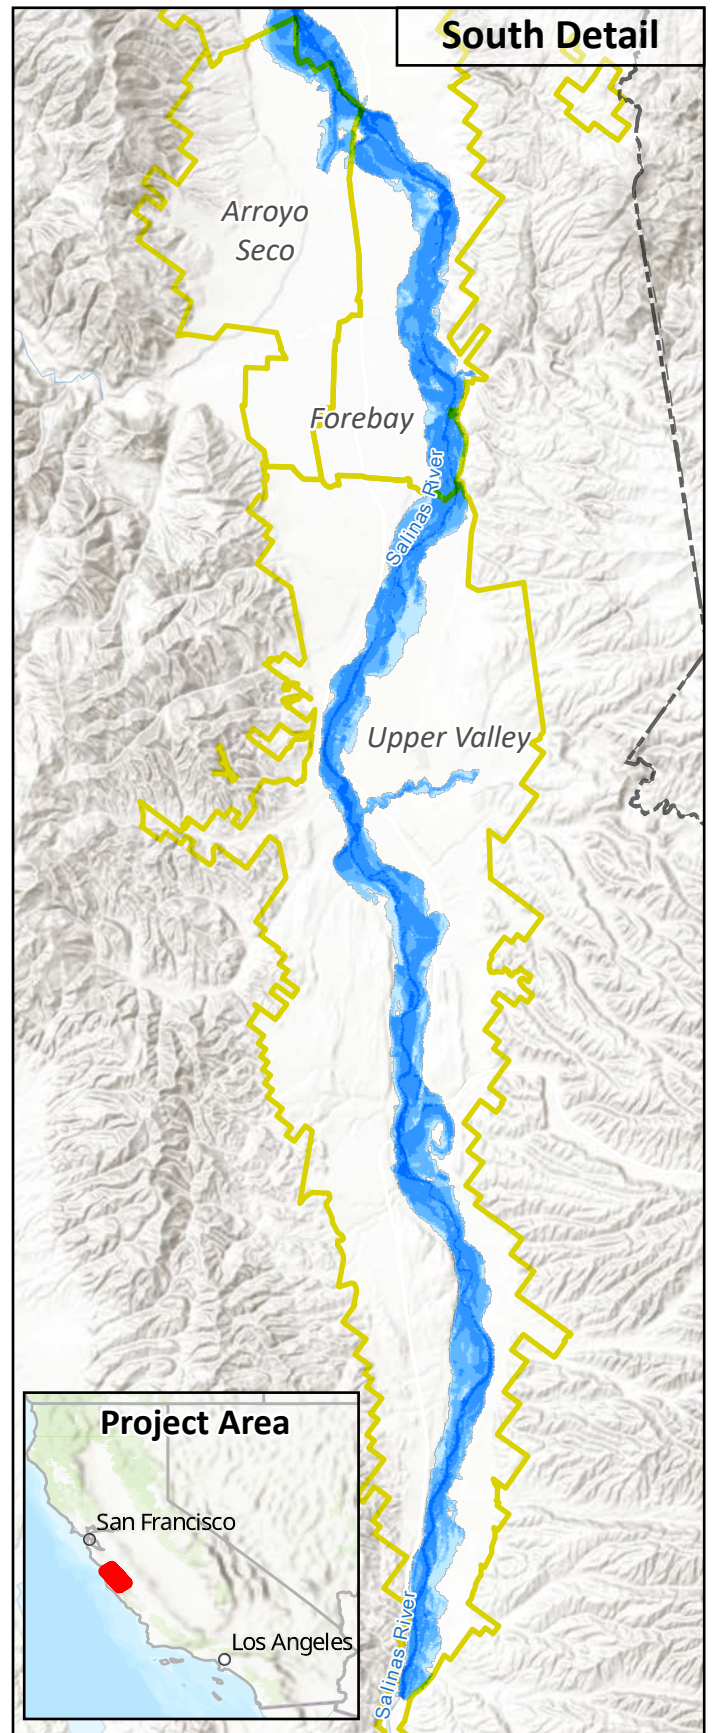 South Detail
Arroyo
Seco
Forebay
Salinas River
Upper Valley
Project Area
San Francisco
Los Angeles
Salinas River